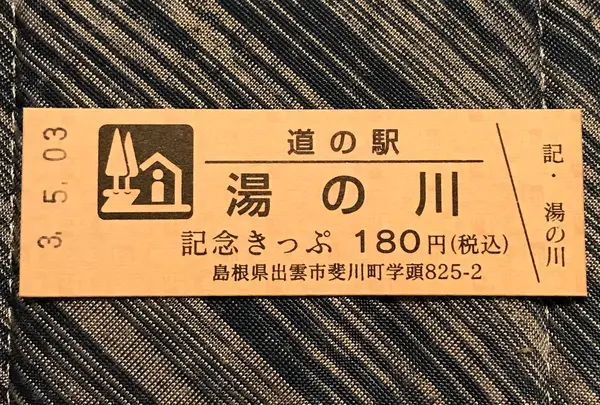 3. 5. 03
道の駅
湯の川
記念きっぷ 180円(税込)
島根県出雲市斐川町学頭825-2
記・湯の川